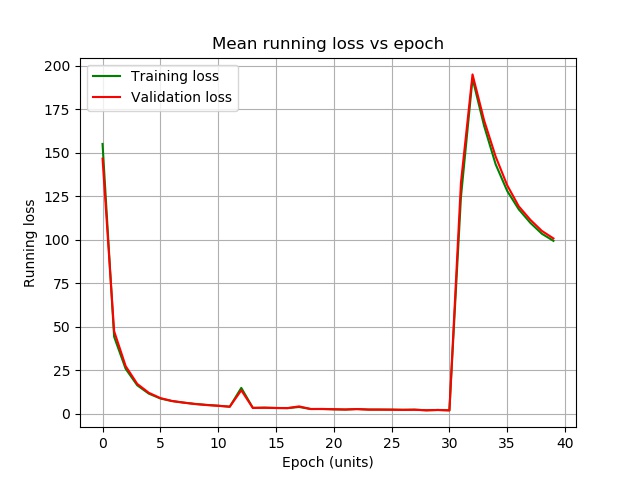 Mean running loss vs epoch
Training loss
Validation loss
Running loss
200
175
150
125
100
75
50
25
0
0 5 10 15 20 25 30 35 40
Epoch (units)